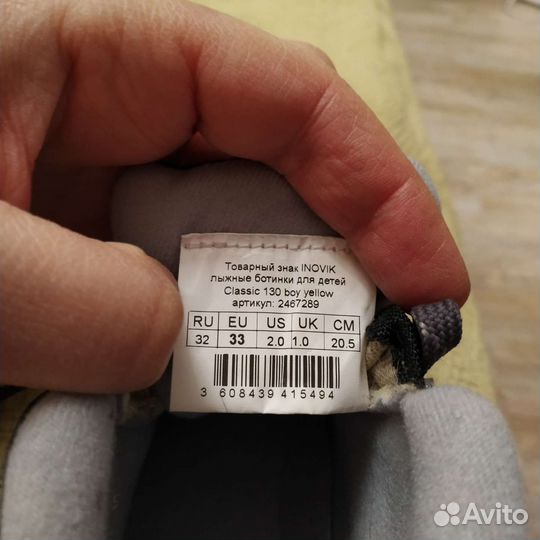 Товарный знак INOVIK
лыжные ботинки для детей
Classic 130 boy yellow
артикул: 2467289
RU EU US UK CM
32 33 2.0 1.0 20.5
3 608439 415494
Avito